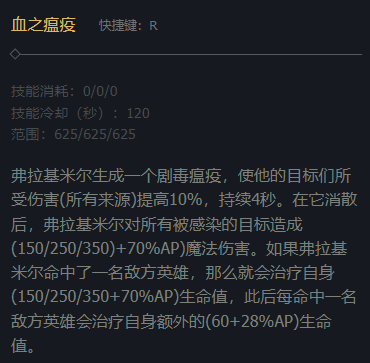 血之瘟疫 快捷键：R
技能消耗：0/0/0
技能冷却（秒）：120
范围：625/625/625
弗拉基米尔生成一个剧毒瘟疫，使他的目标们所
受伤害(所有来源)提高10%，持续4秒。在它消散
后，弗拉基米尔对所有被感染的目标造成
(150/250/350)+70%AP)魔法伤害。如果弗拉基
米尔命中了一名敌方英雄，那么就会治疗自身
(150/250/350+70%AP)生命值，此后每命中一名
敌方英雄会治疗自身额外的(60+28%AP)生命
值。